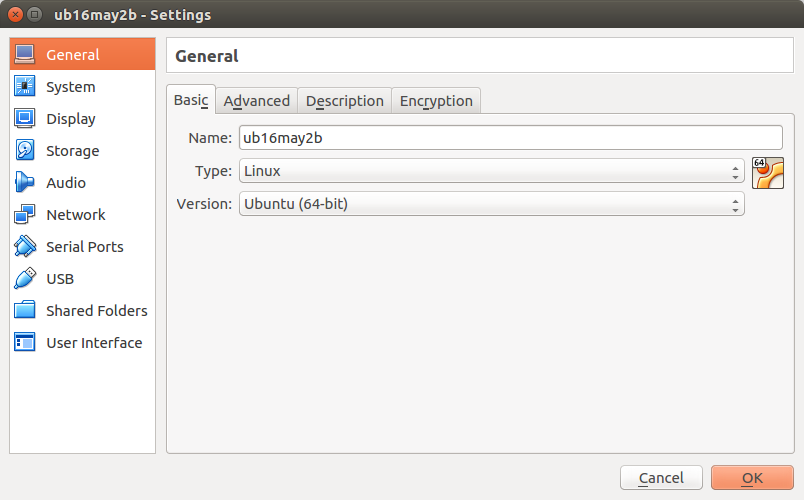 ub16may2b - Settings
General
System
Display
Storage
Audio
Network
Serial Ports
USB
Shared Folders
User Interface
General
Basic Advanced Description Encryption
Name: ub16may2b
Type: Linux
64
Version: Ubuntu (64-bit)
Cancel OK